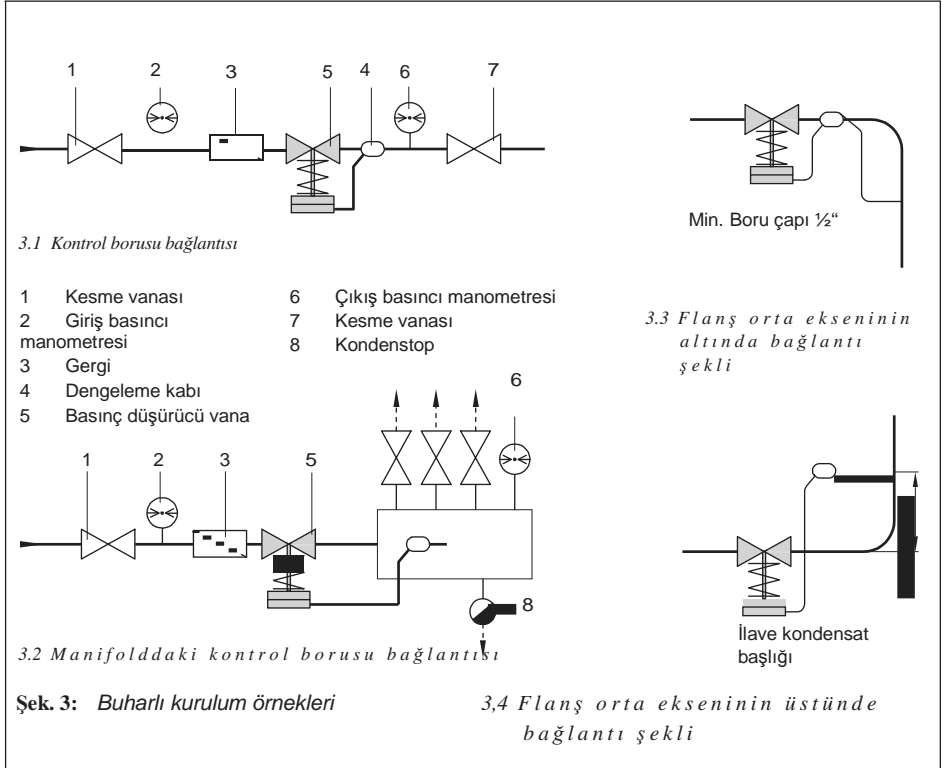 1 2 3 5 4 6 7
3.1 Kontrol borusu bağlantısı
Min. Boru çapı ½“
3.3 Flanş orta ekseninin
altında bağlantı
şekli
1 Kesme vanası
2 Giriş basıncı
manometresi
3 Gergi
4 Dengeleme kabı
5 Basınç düşürücü vana
6 Çıkış basıncı manometresi
7 Kesme vanası
8 Kondenstop
6
1 2 3 5
8
3.2 Manifolddaki kontrol borusu bağlantısı
İlave kondensat
başlığı
Şek. 3: Buharlı kurulum örnekleri
3,4 Flanş orta ekseninin üstünde
bağlantı şekli